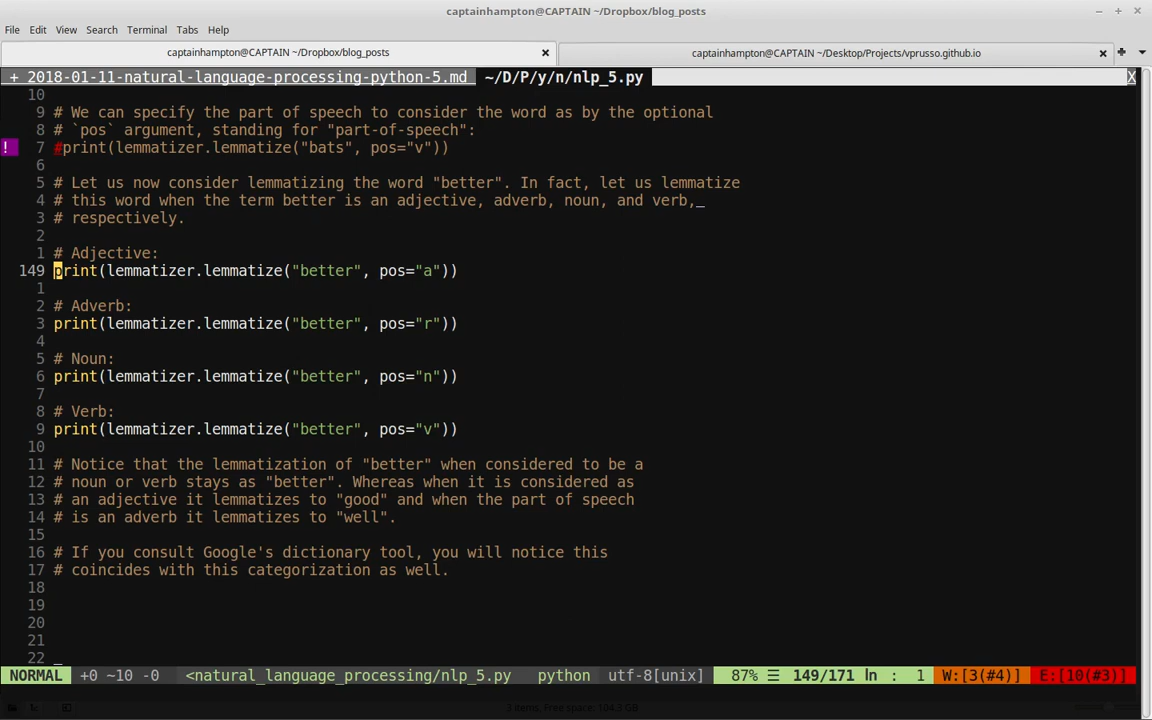 captainhampton@CAPTAIN ~/Dropbox/blog_posts
File Edit View Search Terminal Tabs Help
captainhampton@CAPTAIN ~/Dropbox/blog_posts captainhampton@CAPTAIN ~/Desktop/Projects/vprusso.github.io
+ 2018-01-11-natural-language-processing-python-5.md ~/D/P/y/n/nlp_5.py X
10
9 # We can specify the part of speech to consider the word as by the optional
8 # `pos` argument, standing for "part-of-speech":
! 7 #print(lemmatizer.lemmatize("bats", pos="v"))
6
5 # Let us now consider lemmatizing the word "better". In fact, let us lemmatize
4 # this word when the term better is an adjective, adverb, noun, and verb,_
3 # respectively.
2
1 # Adjective:
149 print(lemmatizer.lemmatize("better", pos="a"))
1
2 # Adverb:
3 print(lemmatizer.lemmatize("better", pos="r"))
4
5 # Noun:
6 print(lemmatizer.lemmatize("better", pos="n"))
7
8 # Verb:
9 print(lemmatizer.lemmatize("better", pos="v"))
10
11 # Notice that the lemmatization of "better" when considered to be a
12 # noun or verb stays as "better". Whereas when it is considered as
13 # an adjective it lemmatizes to "good" and when the part of speech
14 # is an adverb it lemmatizes to "well".
15
16 # If you consult Google's dictionary tool, you will notice this
17 # coincides with this categorization as well.
18
19
20
21
22 _
NORMAL +0 ~10 -0 <natural_language_processing/nlp_5.py python utf-8[unix] 87% ☰ 149/171 ln : 1 W:[3(#4)] E:[10(#3)]
3 items, Free space: 104.3 GB